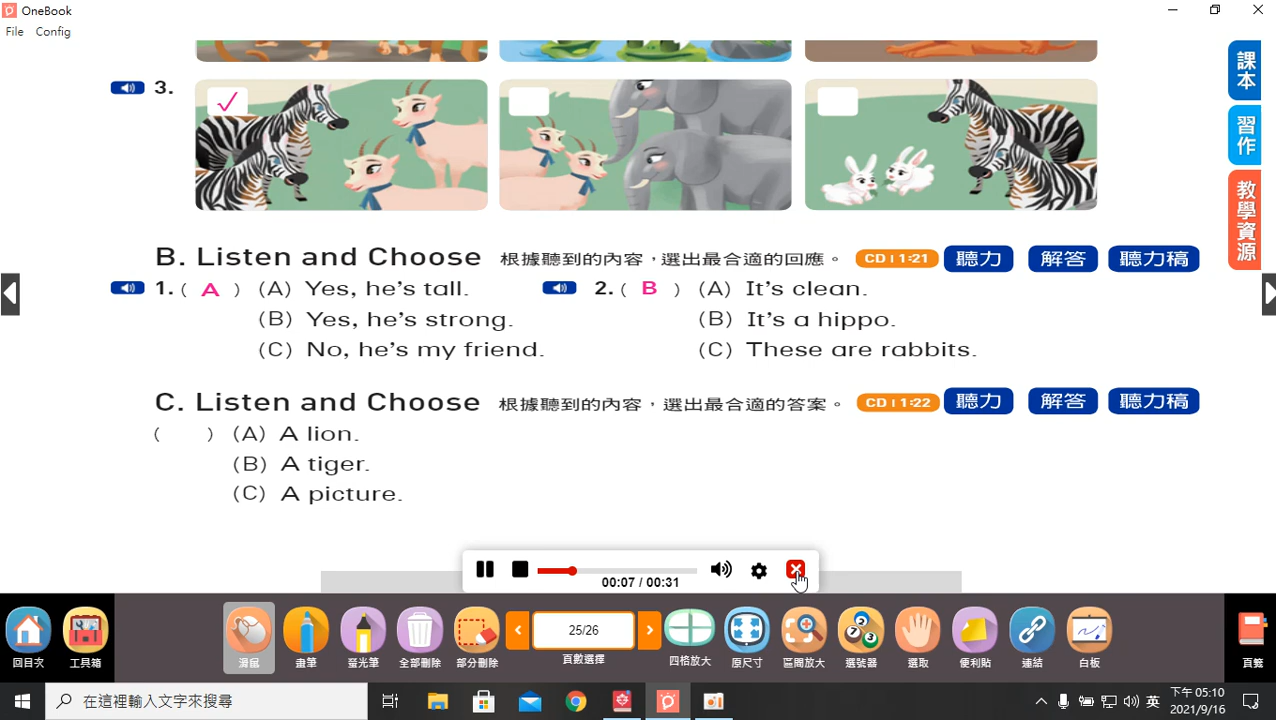 OneBook
File Config
課本
習作
教學資源
3.
B. Listen and Choose 根據聽到的內容，選出最合適的回應。 CD 1 1:21 聽力 解答 聽力稿
1. ( A ) (A) Yes, he's tall. 2. ( B ) (A) It's clean.
(B) Yes, he's strong. (B) It's a hippo.
(C) No, he's my friend. (C) These are rabbits.
C. Listen and Choose 根據聽到的內容，選出最合適的答案。 CD 1 1:22 聽力 解答 聽力稿
( ) (A) A lion.
(B) A tiger.
(C) A picture.
00:07 / 00:31
25/26
2
7 3
回目次 工具箱 滑鼠 畫筆 螢光筆 全部刪除 部分刪除 頁數選擇 四格放大 原尺寸 區間放大 選號器 選取 便利貼 連結 白板 頁籤
在這裡輸入文字來搜尋 英 下午 05:10
2021/9/16